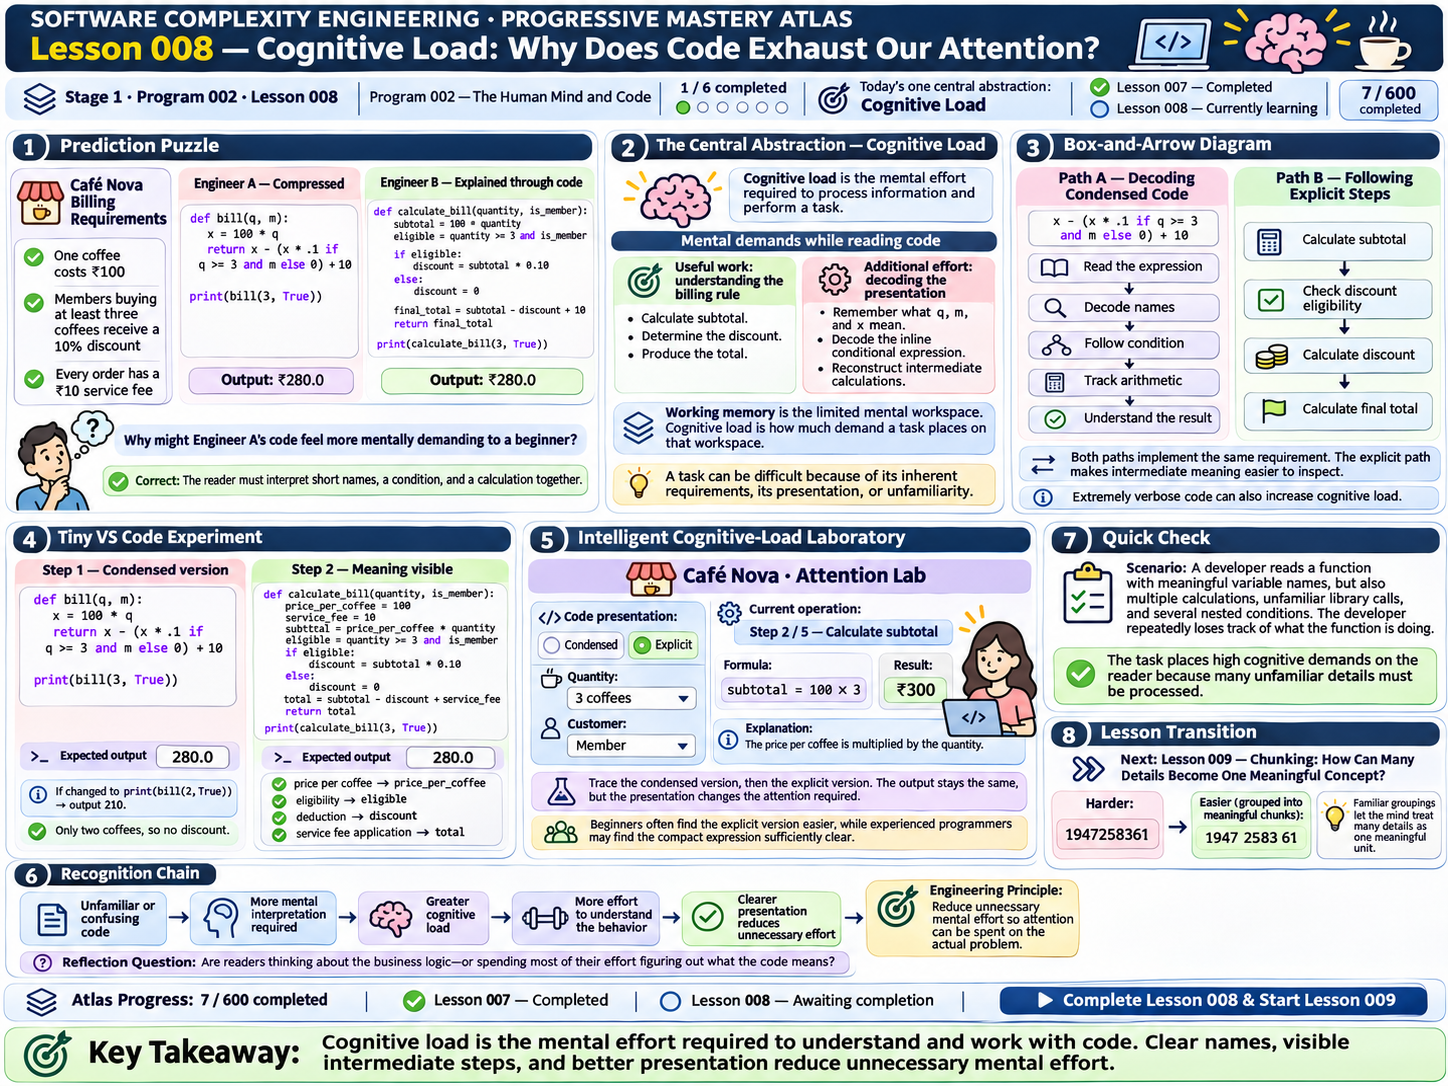 SOFTWARE COMPLEXITY ENGINEERING · PROGRESSIVE MASTERY ATLAS
Lesson 008 — Cognitive Load: Why Does Code Exhaust Our Attention?
</>
Stage 1 · Program 002 · Lesson 008
Program 002 — The Human Mind and Code
1 / 6 completed
Today's one central abstraction:
Cognitive Load
Lesson 007 — Completed
Lesson 008 — Currently learning
7 / 600
completed
1 Prediction Puzzle
Café Nova
Billing
Requirements
One coffee
costs ₹100
Members buying
at least three
coffees receive a
10% discount
Every order has a
₹10 service fee
Engineer A — Compressed
def bill(q, m):
x = 100 * q
return x - (x * .1 if
q >= 3 and m else 0) + 10
print(bill(3, True))
Output: ₹280.0
Engineer B — Explained through code
def calculate_bill(quantity, is_member):
subtotal = 100 * quantity
eligible = quantity >= 3 and is_member
if eligible:
discount = subtotal * 0.10
else:
discount = 0
final_total = subtotal - discount + 10
return final_total
print(calculate_bill(3, True))
Output: ₹280.0
?
Why might Engineer A's code feel more mentally demanding to a beginner?
Correct: The reader must interpret short names, a condition, and a calculation together.
2 The Central Abstraction — Cognitive Load
Cognitive load is the memtal effort
required to process information and
perform a task.
Mental demands while reading code
Useful work:
understanding the
billing rule
• Calculate subtotal.
• Determine the discount.
• Produce the total.
Additional effort:
decoding the
presentation
• Remember what q, m,
and x mean.
• Decode the inline
conditional expression.
• Reconstruct intermediate
calculations.
Working memory is the limited mental workspace.
Cognitive load is how much demand a task places on
that workspace.
A task can be difficult because of its inherent
requirements, its presentation, or unfamiliarity.
3 Box-and-Arrow Diagram
Path A — Decoding
Condensed Code
x - (x * .1 if q >= 3
and m else 0) + 10
Read the expression
Decode names
Follow condition
Track arithmetic
Understand the result
Path B — Following
Explicit Steps
Calculate subtotal
Check discount
eligibility
Calculate discount
Calculate final total
Both paths implement the same requirement. The explicit path
makes intermediate meaning easier to inspect.
Extremely verbose code can also increase cognitive load.
4 Tiny VS Code Experiment
Step 1 — Condensed version
def bill(q, m):
x = 100 * q
return x - (x * .1 if
q >= 3 and m else 0) + 10
print(bill(3, True))
>_ Expected output 280.0
If changed to print(bill(2, True))
→ output 210.
Only two coffees, so no discount.
Step 2 — Meaning visible
def calculate_bill(quantity, is_member):
price_per_coffee = 100
service_fee = 10
subttcal = price_per_coffee * quantity
eligible = quantity >= 3 and is_member
if eligible:
discount = subtotal * 0.10
else:
discount = 0
total = subtotal - discount + service_fee
return total
print(calculate_bill(3, True))
>_ Expected output 280.0
price per coffee → price_per_coffee
eligibility → eligible
deduction → discount
service fee application → total
5 Intelligent Cognitive-Load Laboratory
Café Nova · Attention Lab
</> Code presentation:
Condensed
Explicit
Quantity:
3 coffees
Customer:
Member
Current operation:
Step 2 / 5 — Calculate subtotal
Formula:
subtotal = 100 × 3
Result:
₹300
Explanation:
The price per coffee is multiplied by the quantity.
</>
Trace the condensed version, then the explicit version. The output stays the same,
but the presentation changes the attention required.
Beginners often find the explicit version easier, while experienced programmers
may find the compact expression sufficiently clear.
7 Quick Check
Scenario: A developer reads a function
with meaningful variable names, but also
multiple calculations, unfamiliar library calls,
and several nested conditions. The developer
repeatedly loses track of what the function is doing.
The task places high cognitive demands on the
reader because many unfamiliar details must
be processed.
8 Lesson Transition
Next: Lesson 009 — Chunking: How Can Many
Details Become One Meaningful Concept?
Harder:
1947258361
Easier (grouped into
meaningful chunks):
1947 2583 61
Familiar groupings
let the mind treat
many details as
one meaningful
unit.
6 Recognition Chain
Unfamiliar or
confusing
code
More mental
interpretation
required
Greater
cognitive
load
More effort
to understand
the behavior
Clearer
presentation
reduces
unnecessary effort
Engineering Principle:
Reduce unnecssary
mental effort so attention
can be spent on the
actual problem.
? Reflection Question: Are readers thinking about the business logic—or spending most of their effort figuring out what the code means?
Atlas Progress: 7 / 600 completed
Lesson 007 — Completed
Lesson 008 — Awaiting completion
Complete Lesson 008 & Start Lesson 009
Key Takeaway:
Cognitive load is the mental effort required to understand and work with code. Clear names, visible
intermediate steps, and better presentation reduce unnecessary mental effort.